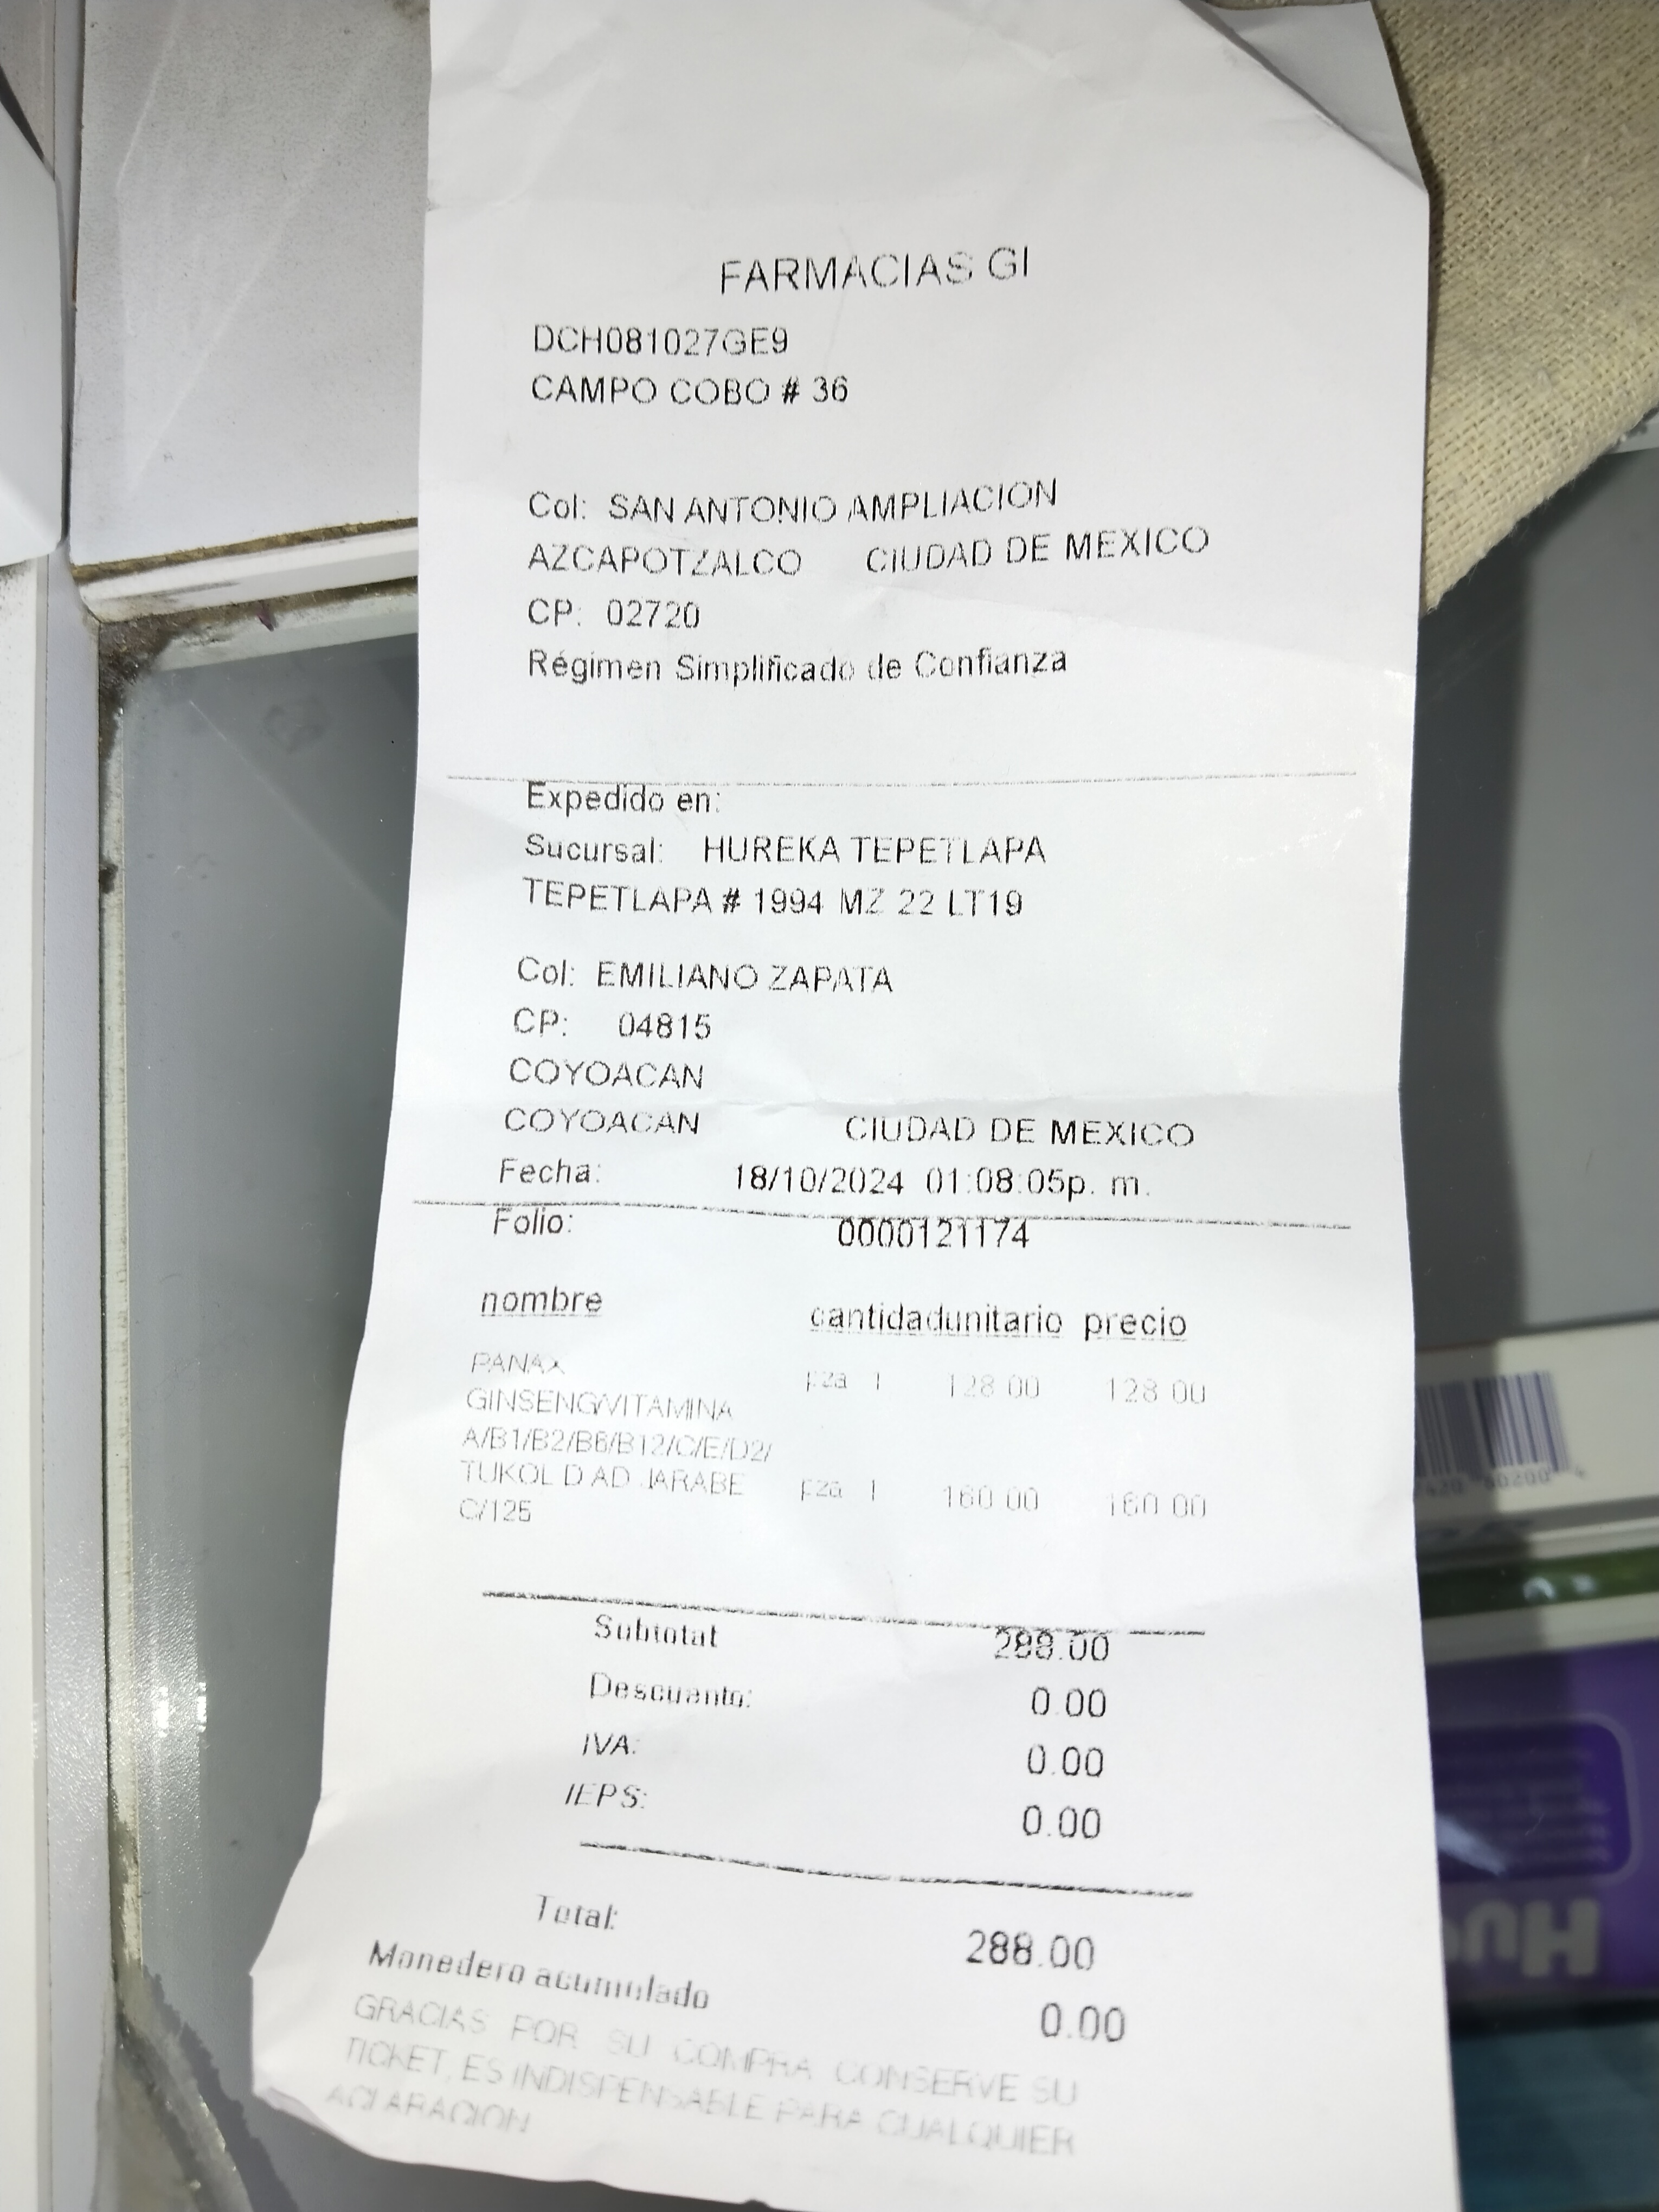 FARMACIAS GI
DCH081027GE9
CAMPO COBO # 36
Col: SAN ANTONIO AMPLIACION
AZCAPOTZALCO CIUDAD DE MEXICO
CP: 02720
Régimen Simplificado de Confianza
Expedido en:
Sucursal: HUREKA TEPETLAPA
TEPETLAPA # 1994 MZ 22 LT19
Col: EMILIANO ZAPATA
CP: 04815
COYOACAN
COYOACAN CIUDAD DE MEXICO
Fecha: 18/10/2024 01:08:05p. m.
Folio: 0000121174
nombre cantidadunitario precio
PANAX pza 1 128.00 128.00
GINSENG/VITAMINA
A/B1/B2/B6/B12/C/E/D2/
TUKOL D AD JARABE pza 1 160.00 160.00
C/125
Subtotal 288.00
Descuento: 0.00
IVA: 0.00
IEPS: 0.00
Total: 288.00
Monedero acumulado 0.00
GRACIAS POR SU COMPRA CONSERVE SU
TICKET, ES INDISPENSABLE PARA CUALQUIER
ACLARACION